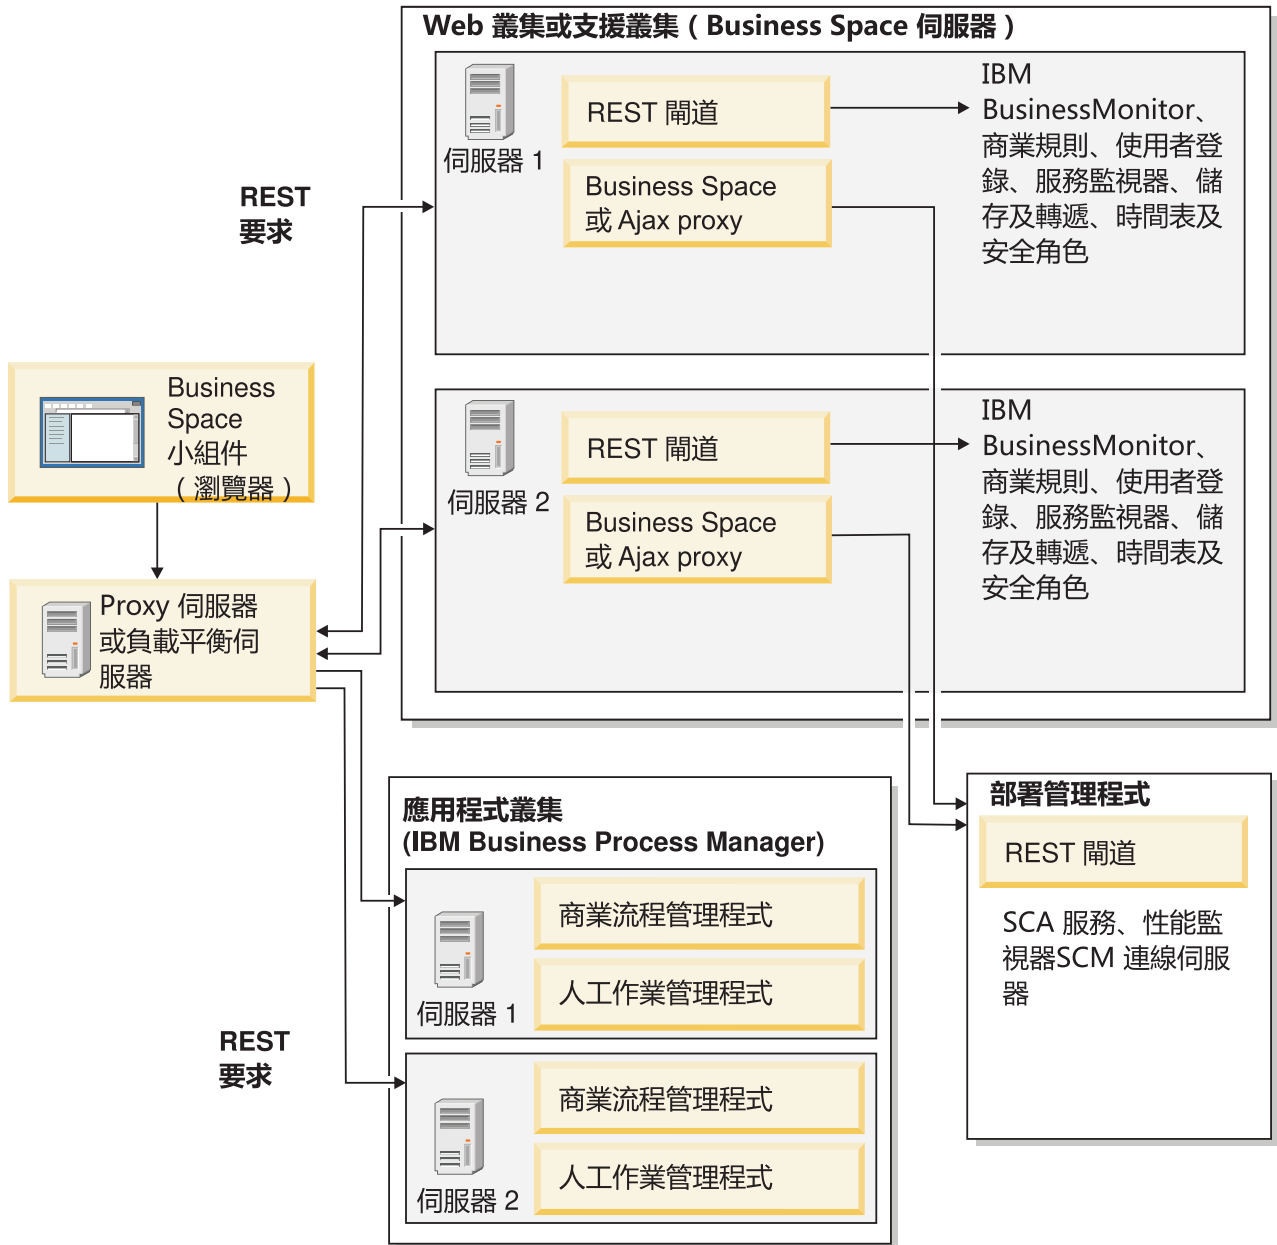 Web 叢集或支援叢集 ( Business Space 伺服器 )
伺服器 1
REST 閘道
Business Space
或 Ajax proxy
IBM
BusinessMonitor、
商業規則、使用者登
錄、服務監視器、儲
存及轉遞、時間表及
安全角色
REST
要求
伺服器 2
REST 閘道
Business Space
或 Ajax proxy
IBM
BusinessMonitor、
商業規則、使用者登
錄、服務監視器、儲
存及轉遞、時間表及
安全角色
Business
Space
小組件
( 瀏覽器 )
Proxy 伺服器
或負載平衡伺
服器
應用程式叢集
(IBM Business Process Manager)
伺服器 1
商業流程管理程式
人工作業管理程式
REST
要求
伺服器 2
商業流程管理程式
人工作業管理程式
部署管理程式
REST 閘道
SCA 服務、性能監
視器SCM 連線伺服
器